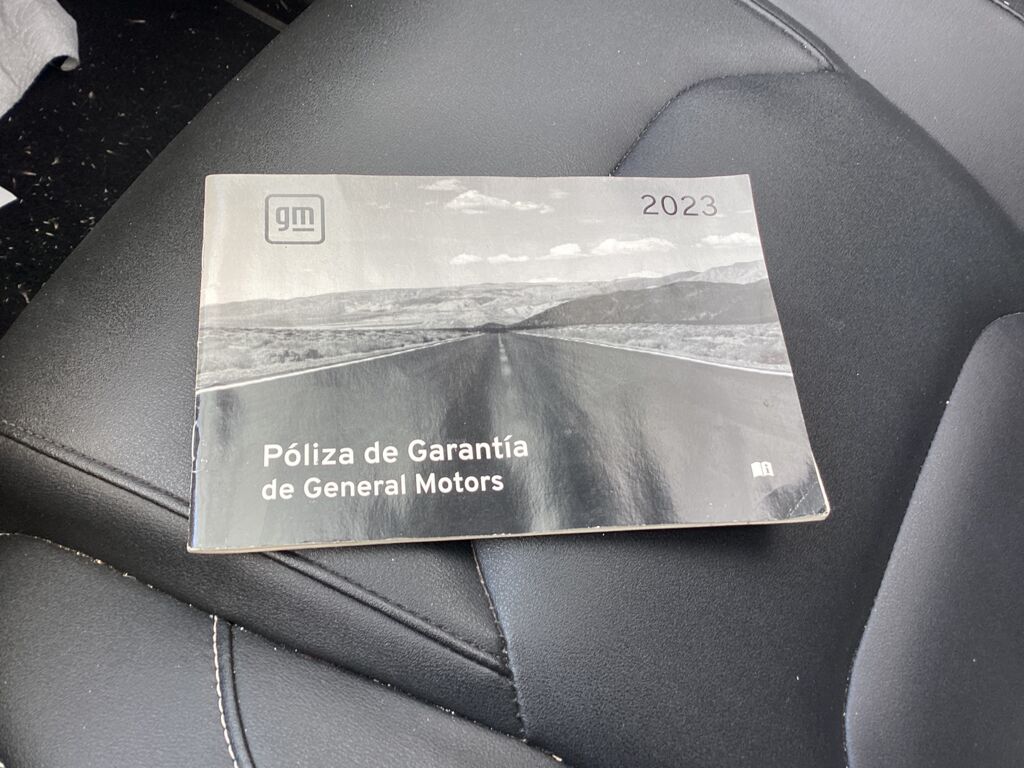 gm
2023
Póliza de Garantía
de General Motors